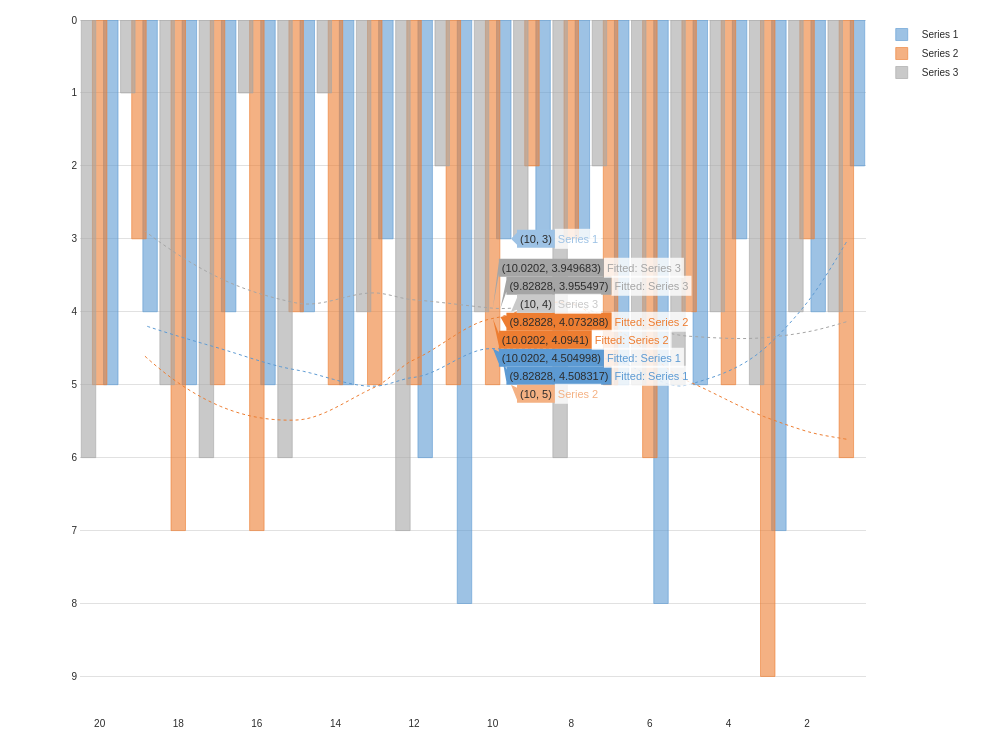 0
Series 1
Series 2
Series 3
1
2
3
(10, 3) Series 1
(10.0202, 3.949683) Fitted: Series 3
(9.82828, 3.955497) Fitted: Series 3
(10, 4) Series 3
4
(9.82828, 4.073288) Fitted: Series 2
(10.0202, 4.0941) Fitted: Series 2
(10.0202, 4.504998) Fitted: Series 1
(9.82828, 4.508317) Fitted: Series 1
5
(10, 5) Series 2
6
7
8
9
20 18 16 14 12 10 8 6 4 2